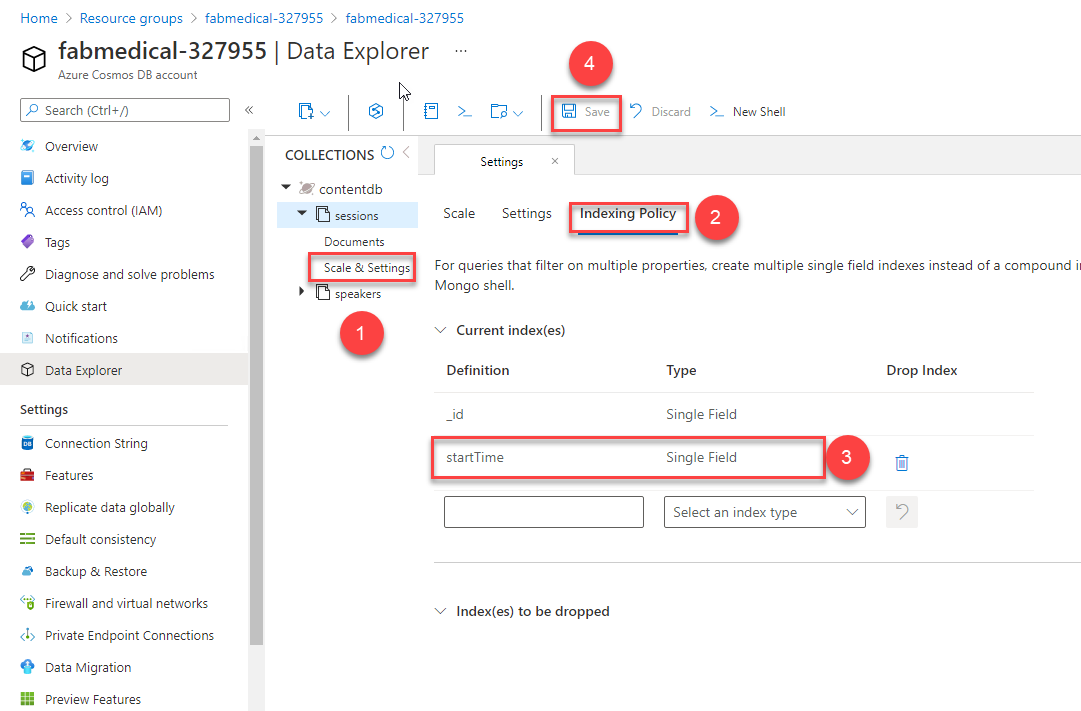 Home > Resource groups > fabmedical-327955 > fabmedical-327955
fabmedical-327955 | Data Explorer ...
Azure Cosmos DB account
4
Search (Ctrl+/) «
Save Discard New Shell
Overview
Activity log
Access control (IAM)
Tags
Diagnose and solve problems
Quick start
Notifications
Data Explorer
Settings
Connection String
Features
Replicate data globally
Default consistency
Backup & Restore
Firewall and virtual networks
Private Endpoint Connections
Data Migration
Preview Features
COLLECTIONS
contentdb
sessions
Documents
Scale & Settings
speakers
1
Settings ×
Scale Settings Indexing Policy 2
For queries that filter on multiple properties, create multiple single field indexes instead of a compound i
Mongo shell.
Current index(es)
Definition Type Drop Index
_id Single Field
startTime Single Field 3
Select an index type
Index(es) to be dropped